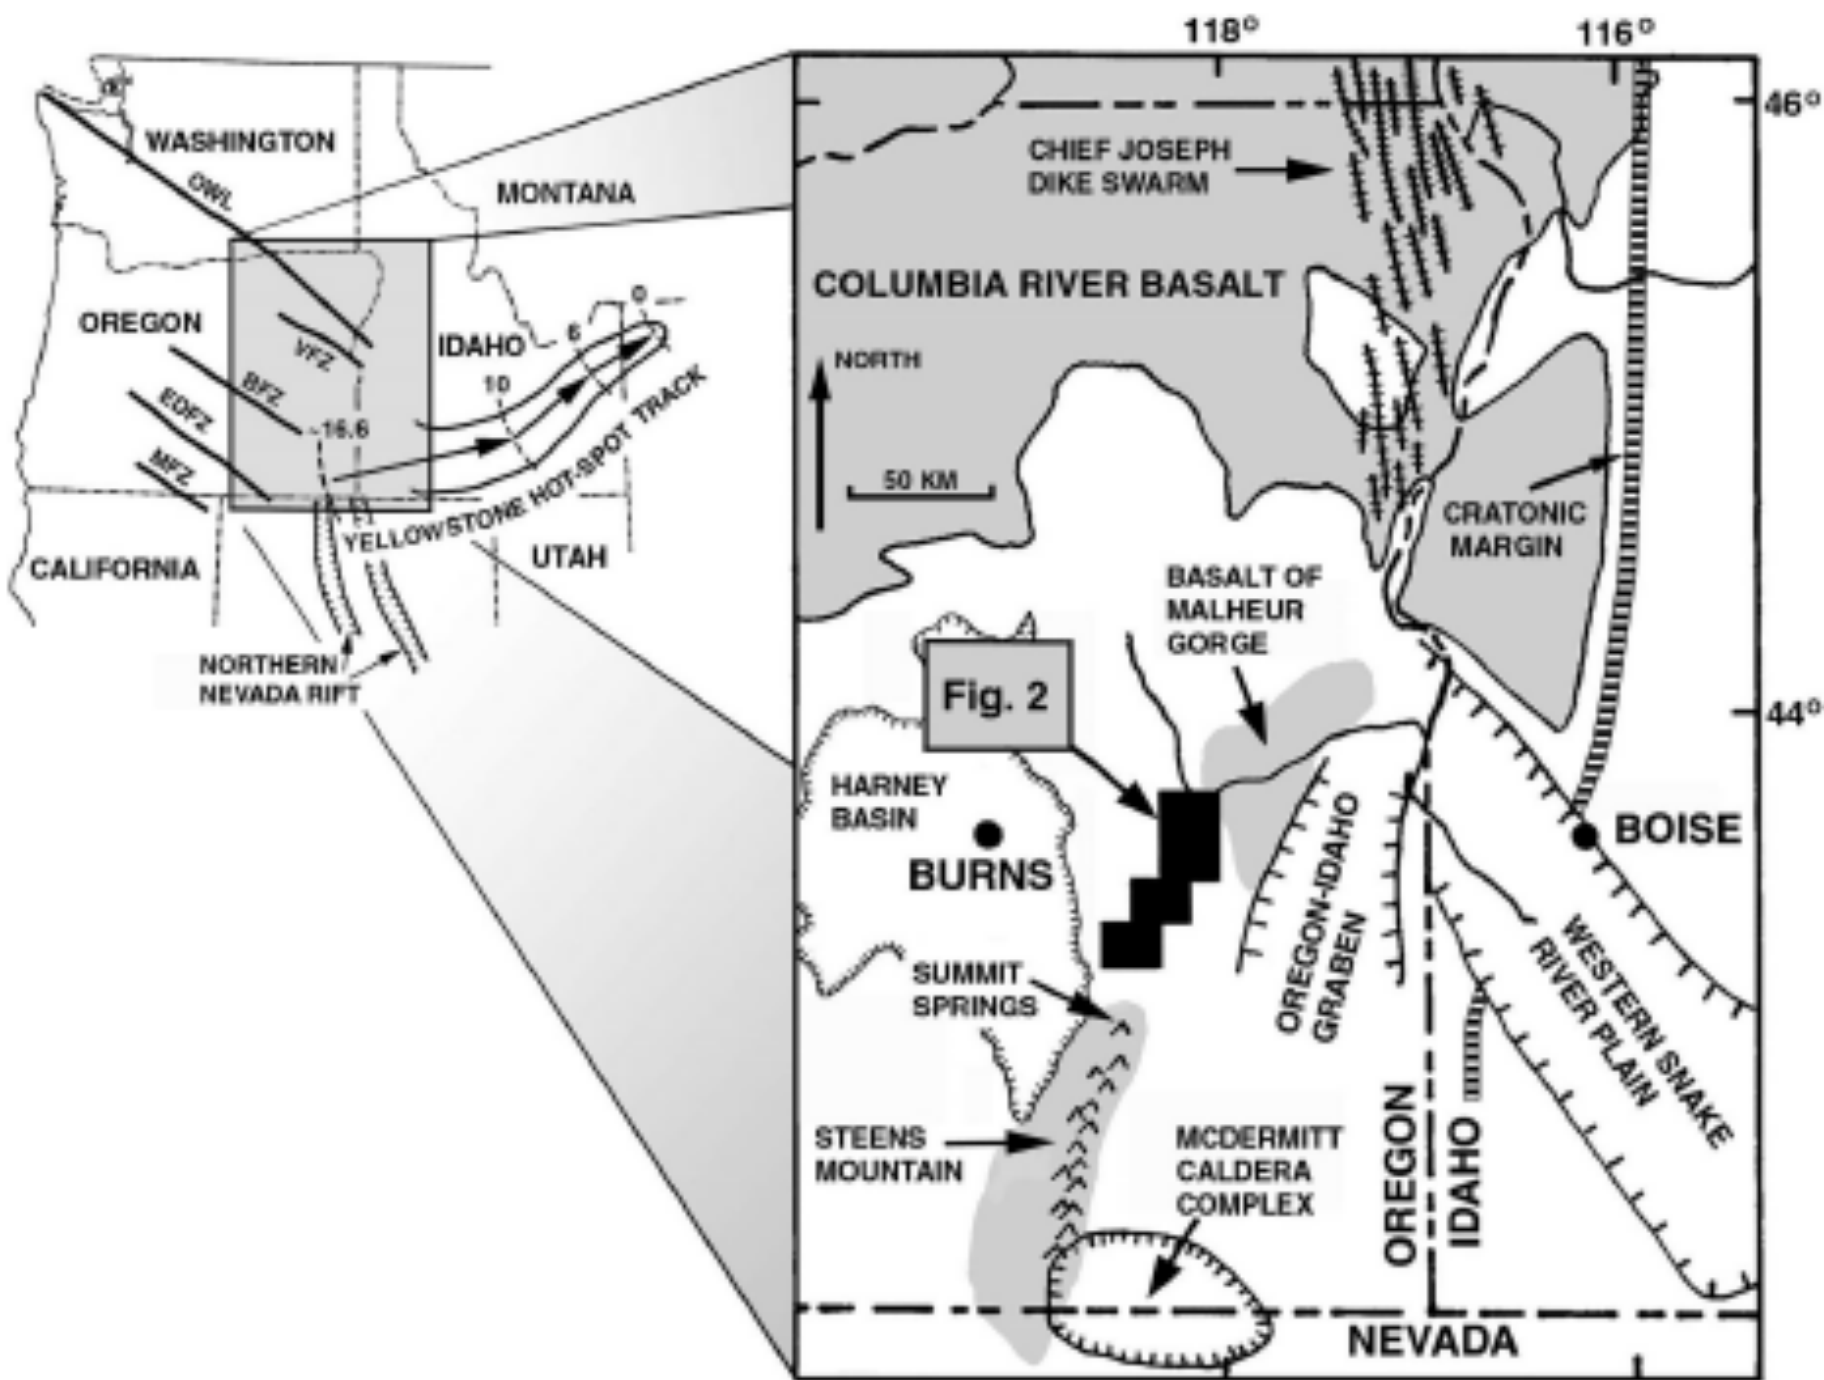 118°
116°
46°
44°
WASHINGTON
OWL
MONTANA
OREGON
VFZ
BFZ
EDFZ
MFZ
IDAHO
0
6
10
16.6
YELLOWSTONE HOT-SPOT TRACK
CALIFORNIA
UTAH
NORTHERN
NEVADA RIFT
CHIEF JOSEPH
DIKE SWARM
COLUMBIA RIVER BASALT
NORTH
50 KM
CRATONIC
MARGIN
BASALT OF
MALHEUR
GORGE
Fig. 2
HARNEY
BASIN
BURNS
BOISE
OREGON-IDAHO
GRABEN
WESTERN SNAKE
RIVER PLAIN
SUMMIT
SPRINGS
STEENS
MOUNTAIN
MCDERMITT
CALDERA
COMPLEX
OREGON
IDAHO
NEVADA